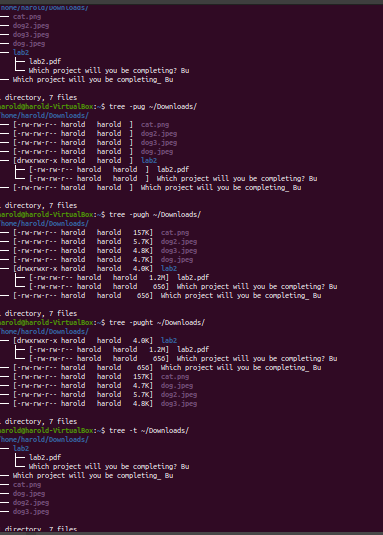 /home/harold/Downloads/
├── cat.png
├── dog2.jpeg
├── dog3.jpeg
├── dog.jpeg
├── lab2
│   ├── lab2.pdf
│   └── Which project will you be completing? Bu
└── Which project will you be completing_ Bu
1 directory, 7 files
harold@harold-VirtualBox:~$ tree -pug ~/Downloads/
/home/harold/Downloads/
├── [-rw-rw-r-- harold   harold  ]  cat.png
├── [-rw-rw-r-- harold   harold  ]  dog2.jpeg
├── [-rw-rw-r-- harold   harold  ]  dog3.jpeg
├── [-rw-rw-r-- harold   harold  ]  dog.jpeg
├── [drwxrwxr-x harold   harold  ]  lab2
│   ├── [-rw-rw-r-- harold   harold  ]  lab2.pdf
│   └── [-rw-rw-r-- harold   harold  ]  Which project will you be completing? Bu
└── [-rw-rw-r-- harold   harold  ]  Which project will you be completing_ Bu
1 directory, 7 files
harold@harold-VirtualBox:~$ tree -pugh ~/Downloads/
/home/harold/Downloads/
├── [-rw-rw-r-- harold   harold   157K]  cat.png
├── [-rw-rw-r-- harold   harold   5.7K]  dog2.jpeg
├── [-rw-rw-r-- harold   harold   4.8K]  dog3.jpeg
├── [-rw-rw-r-- harold   harold   4.7K]  dog.jpeg
├── [drwxrwxr-x harold   harold   4.0K]  lab2
│   ├── [-rw-rw-r-- harold   harold   1.2M]  lab2.pdf
│   └── [-rw-rw-r-- harold   harold    656]  Which project will you be completing? Bu
└── [-rw-rw-r-- harold   harold    656]  Which project will you be completing_ Bu
1 directory, 7 files
harold@harold-VirtualBox:~$ tree -pught ~/Downloads/
/home/harold/Downloads/
├── [drwxrwxr-x harold   harold   4.0K]  lab2
│   ├── [-rw-rw-r-- harold   harold   1.2M]  lab2.pdf
│   └── [-rw-rw-r-- harold   harold    656]  Which project will you be completing? Bu
├── [-rw-rw-r-- harold   harold    656]  Which project will you be completing_ Bu
├── [-rw-rw-r-- harold   harold   157K]  cat.png
├── [-rw-rw-r-- harold   harold   4.7K]  dog.jpeg
├── [-rw-rw-r-- harold   harold   5.7K]  dog2.jpeg
└── [-rw-rw-r-- harold   harold   4.8K]  dog3.jpeg
1 directory, 7 files
harold@harold-VirtualBox:~$ tree -t ~/Downloads/
/home/harold/Downloads/
├── lab2
│   ├── lab2.pdf
│   └── Which project will you be completing? Bu
├── Which project will you be completing_ Bu
├── cat.png
├── dog.jpeg
├── dog2.jpeg
└── dog3.jpeg
1 directory, 7 files